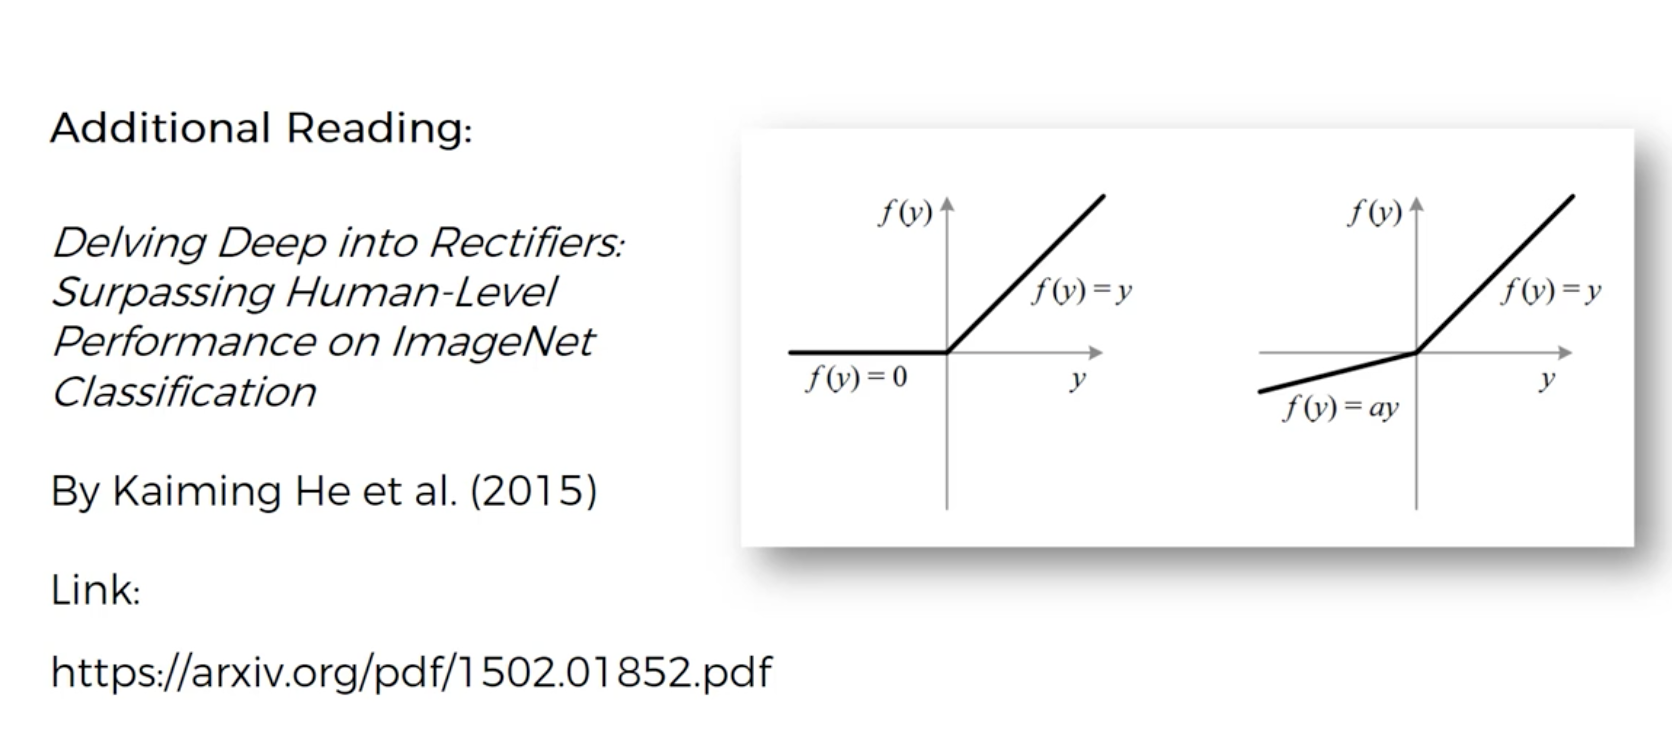 Additional Reading:
Delving Deep into Rectifiers:
Surpassing Human-Level
Performance on ImageNet
Classification
By Kaiming He et al. (2015)
Link:
https://arxiv.org/pdf/1502.01852.pdf
f(y)
f(y) = y
f(y) = 0
y
f(y)
f(y) = y
y
f(y) = ay